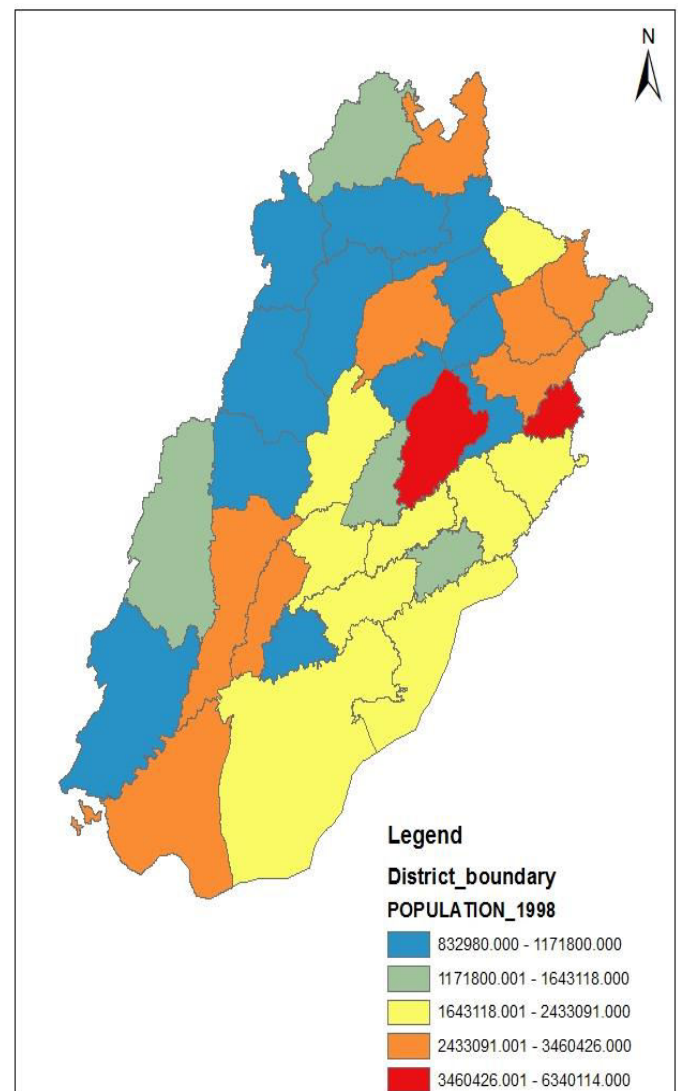 N
Legend
District_boundary
POPULATION_1998
832980.000 - 1171800.000
1171800.001 - 1643118.000
1643118.001 - 2433091.000
2433091.001 - 3460426.000
3460426.001 - 6340114.000